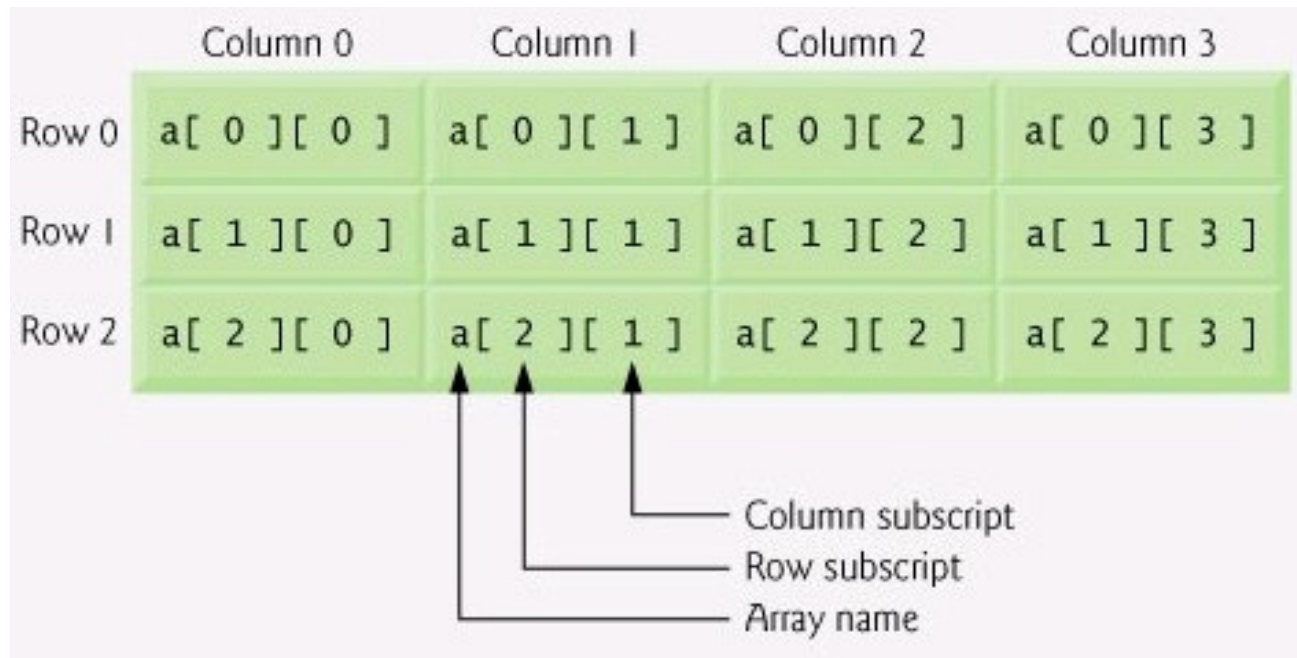 Column 0 Column 1 Column 2 Column 3
Row 0 a[ 0 ][ 0 ] a[ 0 ][ 1 ] a[ 0 ][ 2 ] a[ 0 ][ 3 ]
Row 1 a[ 1 ][ 0 ] a[ 1 ][ 1 ] a[ 1 ][ 2 ] a[ 1 ][ 3 ]
Row 2 a[ 2 ][ 0 ] a[ 2 ][ 1 ] a[ 2 ][ 2 ] a[ 2 ][ 3 ]
Column subscript
Row subscript
Array name